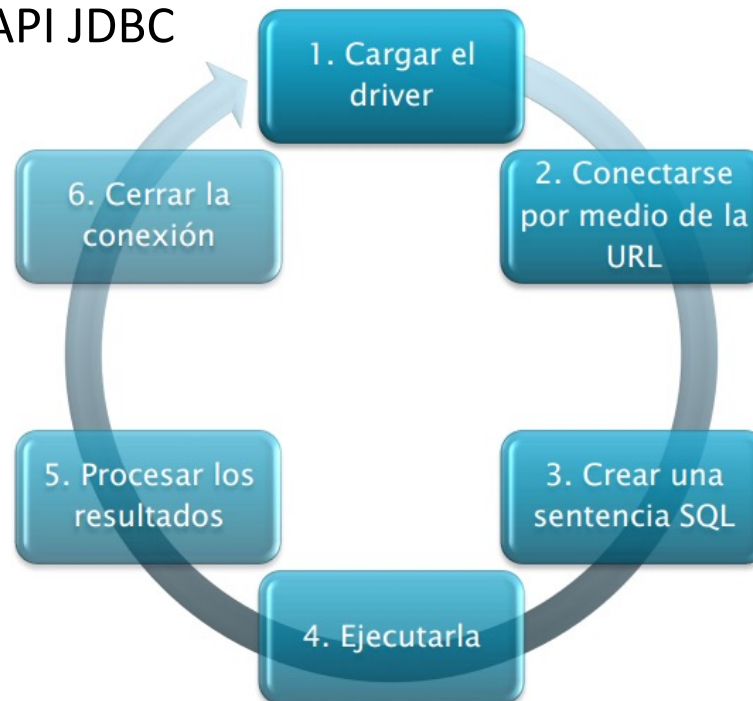 API JDBC
1. Cargar el
driver
2. Conectarse
por medio de la
URL
3. Crear una
sentencia SQL
4. Ejecutarla
5. Procesar los
resultados
6. Cerrar la
conexión